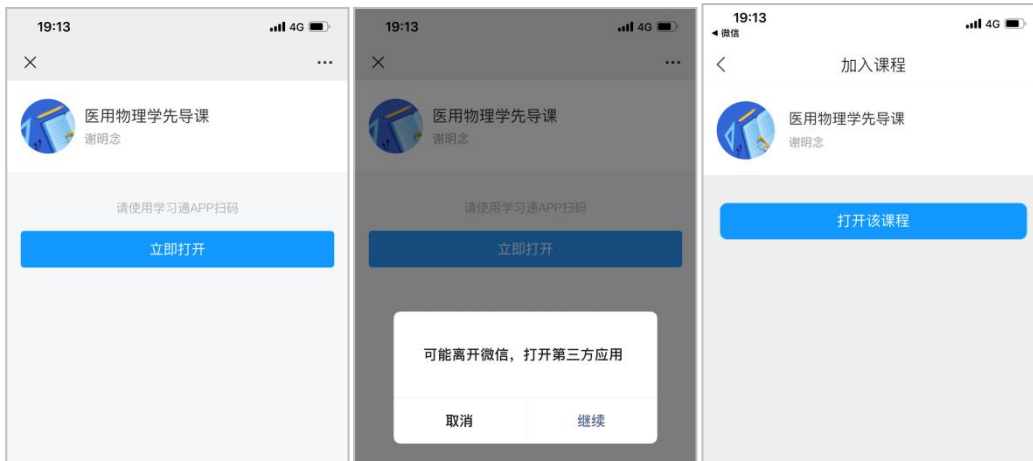 19:13
4G
医用物理学先导课
谢明念
请使用学习通APP扫码
立即打开
19:13
4G
医用物理学先导课
谢明念
请使用学习通APP扫码
立即打开
可能离开微信，打开第三方应用
取消
继续
19:13
4G
微信
加入课程
医用物理学先导课
谢明念
打开该课程